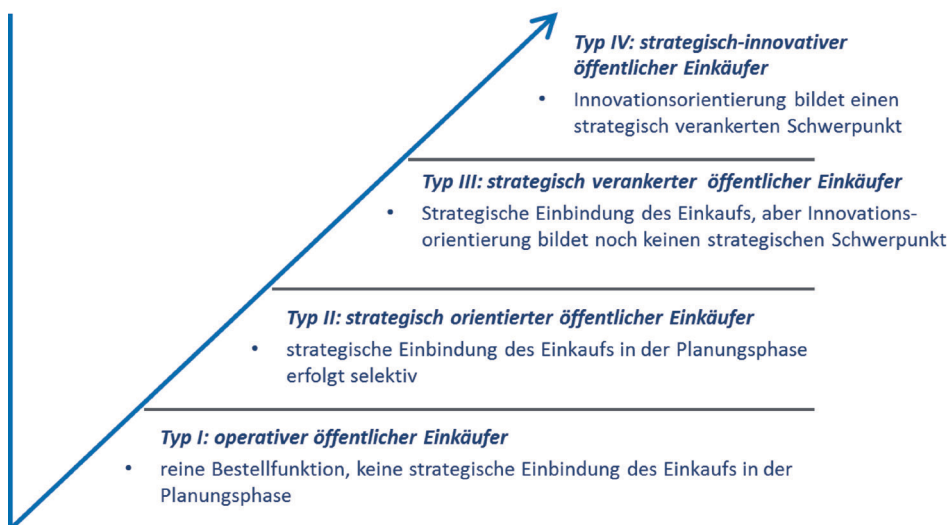 Typ IV: strategisch-innovativer
öffentlicher Einkäufer
• Innovationsorientierung bildet einen
strategisch verankerten Schwerpunkt
Typ III: strategisch verankerter öffentlicher Einkäufer
• Strategische Einbindung des Einkaufs, aber Innovations-
orientierung bildet noch keinen strategischen Schwerpunkt
Typ II: strategisch orientierter öffentlicher Einkäufer
• strategische Einbindung des Einkaufs in der Planungsphase
erfolgt selektiv
Typ I: operativer öffentlicher Einkäufer
• reine Bestellfunktion, keine strategische Einbindung des Einkaufs in der
Planungsphase